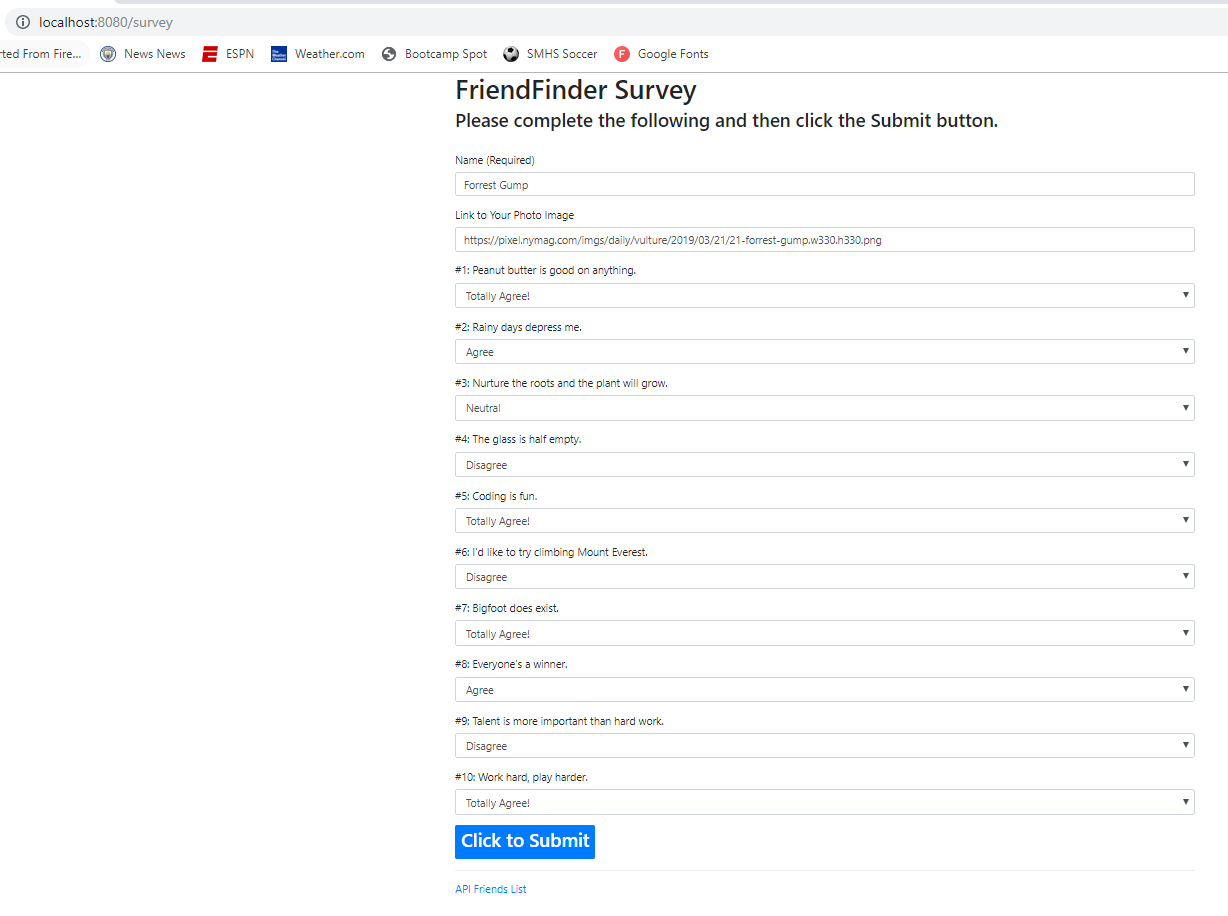 localhost:8080/survey
rted From Fire... News News ESPN The Weather Channel Weather.com Bootcamp Spot SMHS Soccer F Google Fonts
FriendFinder Survey
Please complete the following and then click the Submit button.
Name (Required)
Forrest Gump
Link to Your Photo Image
https://pixel.nymag.com/imgs/daily/vulture/2019/03/21/21-forrest-gump.w330.h330.png
#1: Peanut butter is good on anything.
Totally Agree!
#2: Rainy days depress me.
Agree
#3: Nurture the roots and the plant will grow.
Neutral
#4: The glass is half empty.
Disagree
#5: Coding is fun.
Totally Agree!
#6: I'd like to try climbing Mount Everest.
Disagree
#7: Bigfoot does exist.
Totally Agree!
#8: Everyone's a winner.
Agree
#9: Talent is more important than hard work.
Disagree
#10: Work hard, play harder.
Totally Agree!
Click to Submit
API Friends List